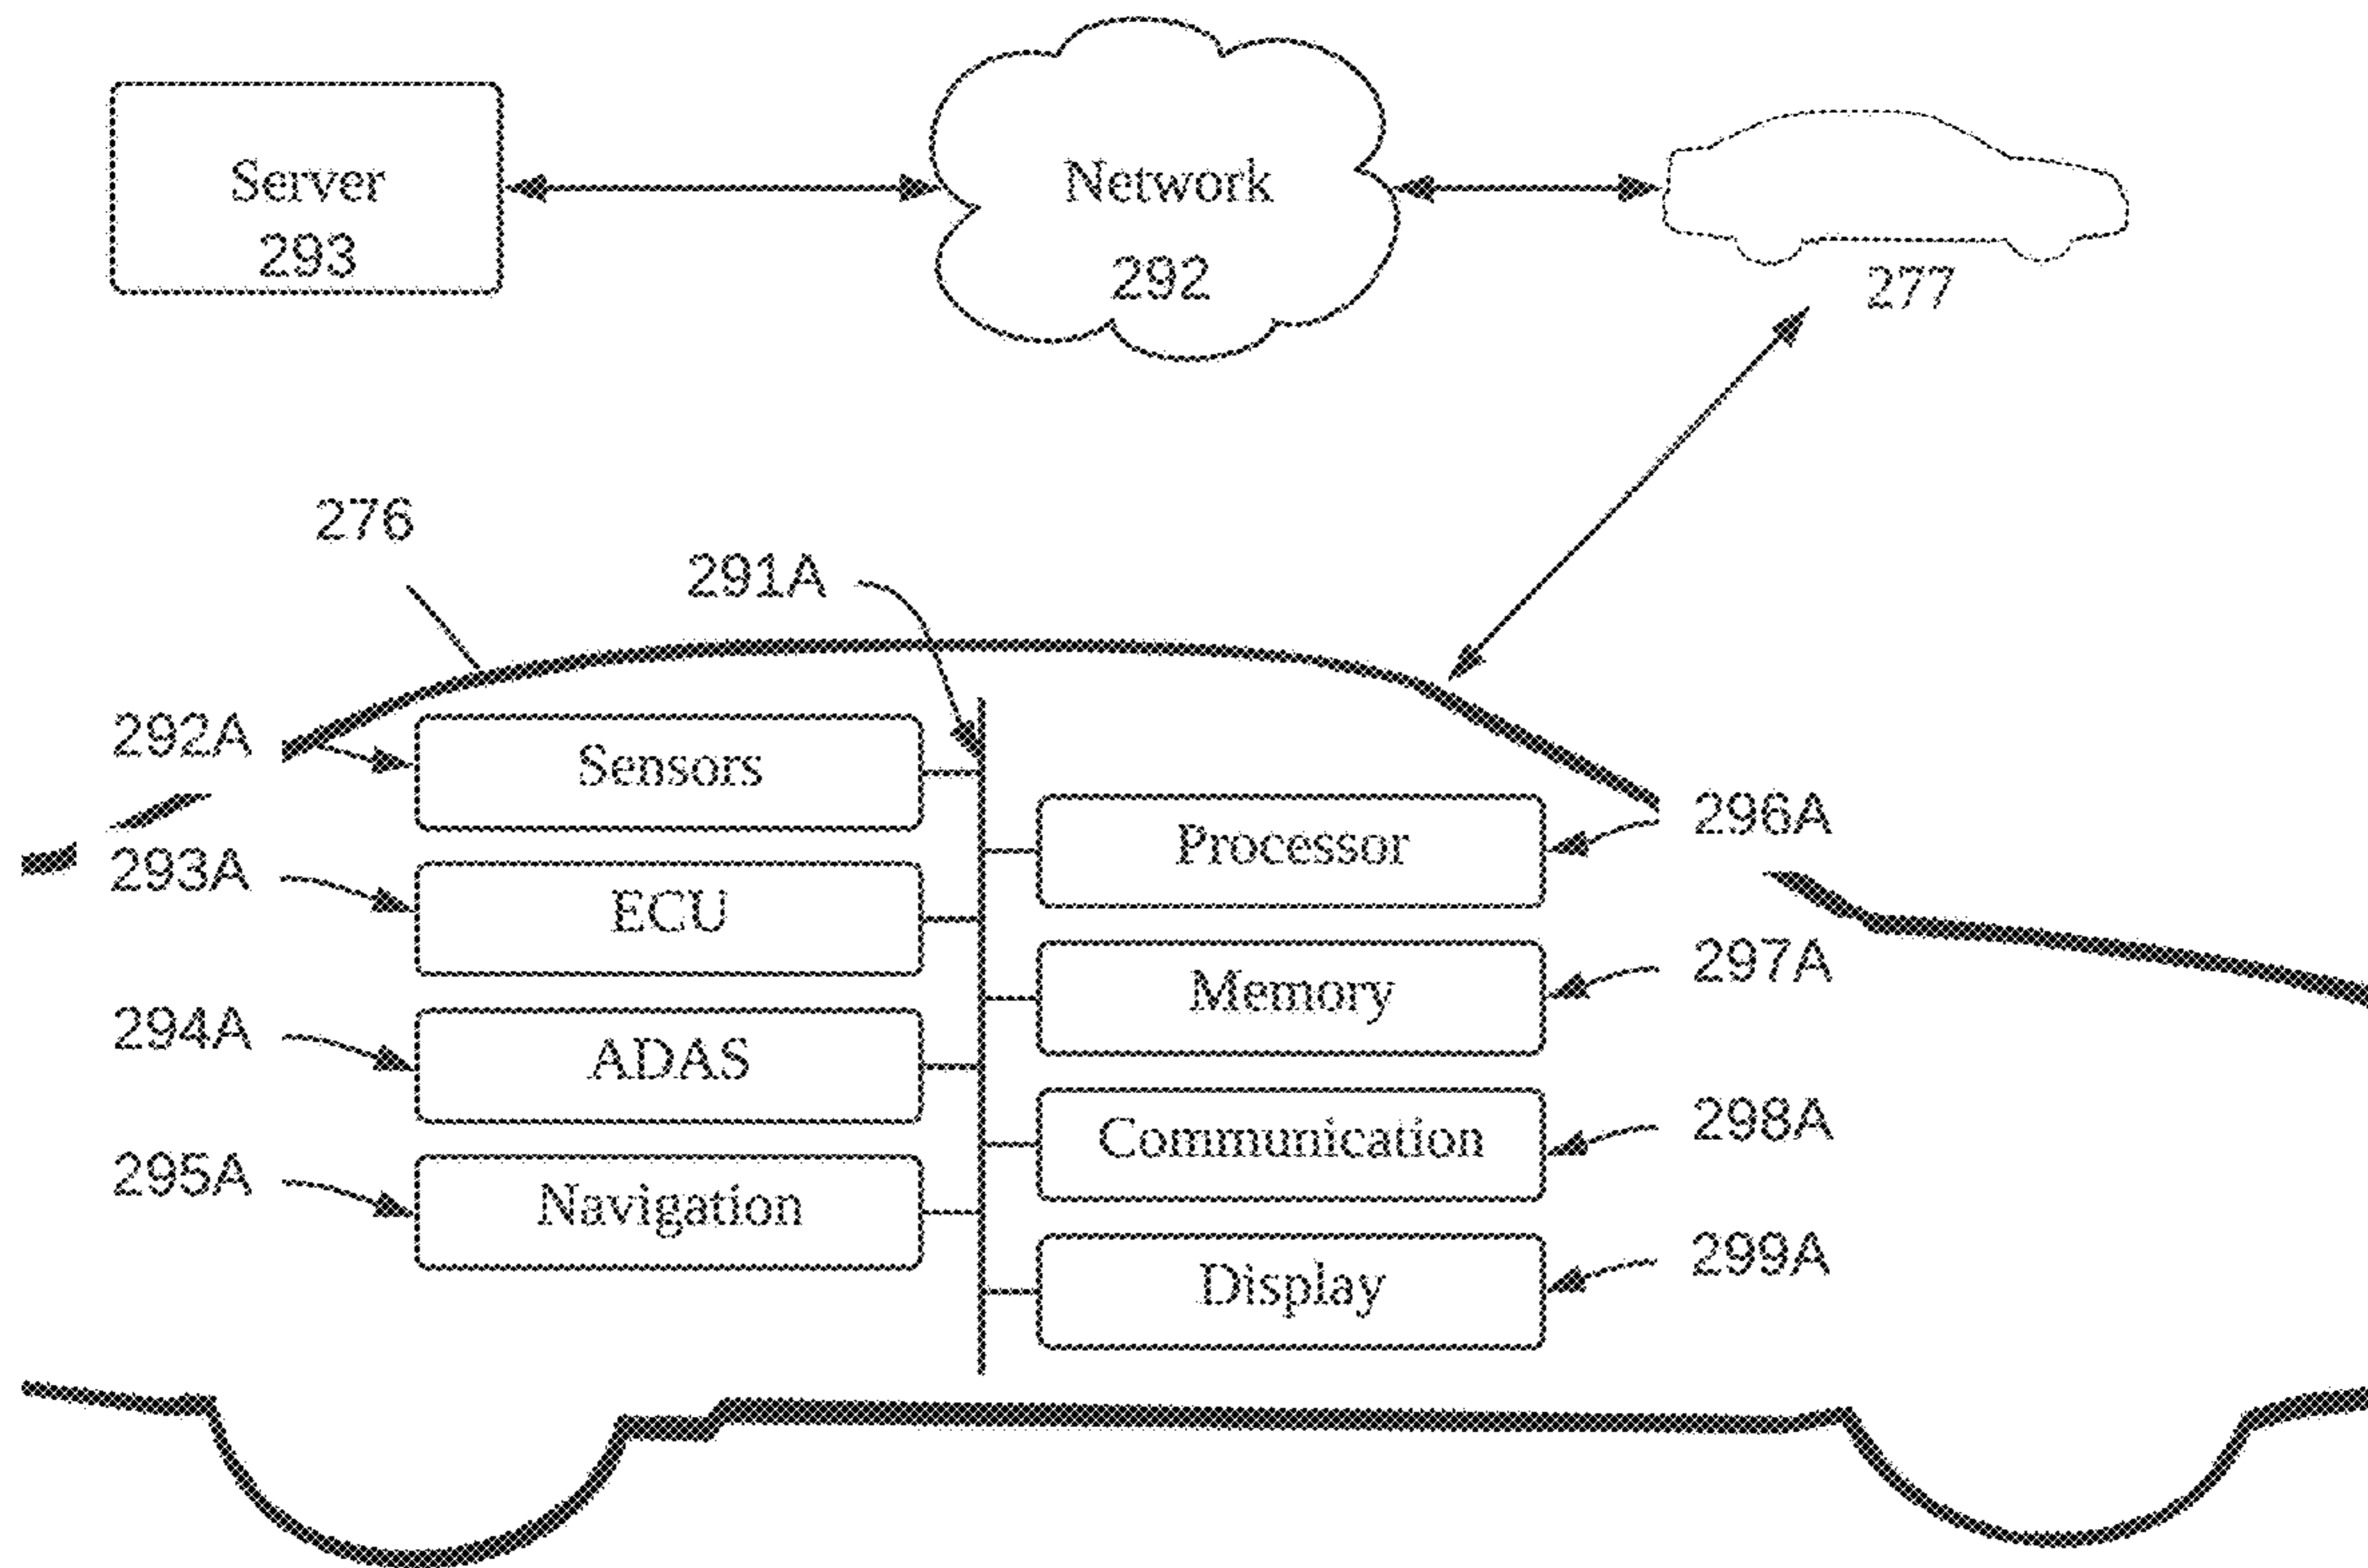 Server
293
Network
292
277
276
291A
292A
Sensors
293A
ECU
294A
ADAS
295A
Navigation
Processor
296A
Memory
297A
Communication
298A
Display
299A